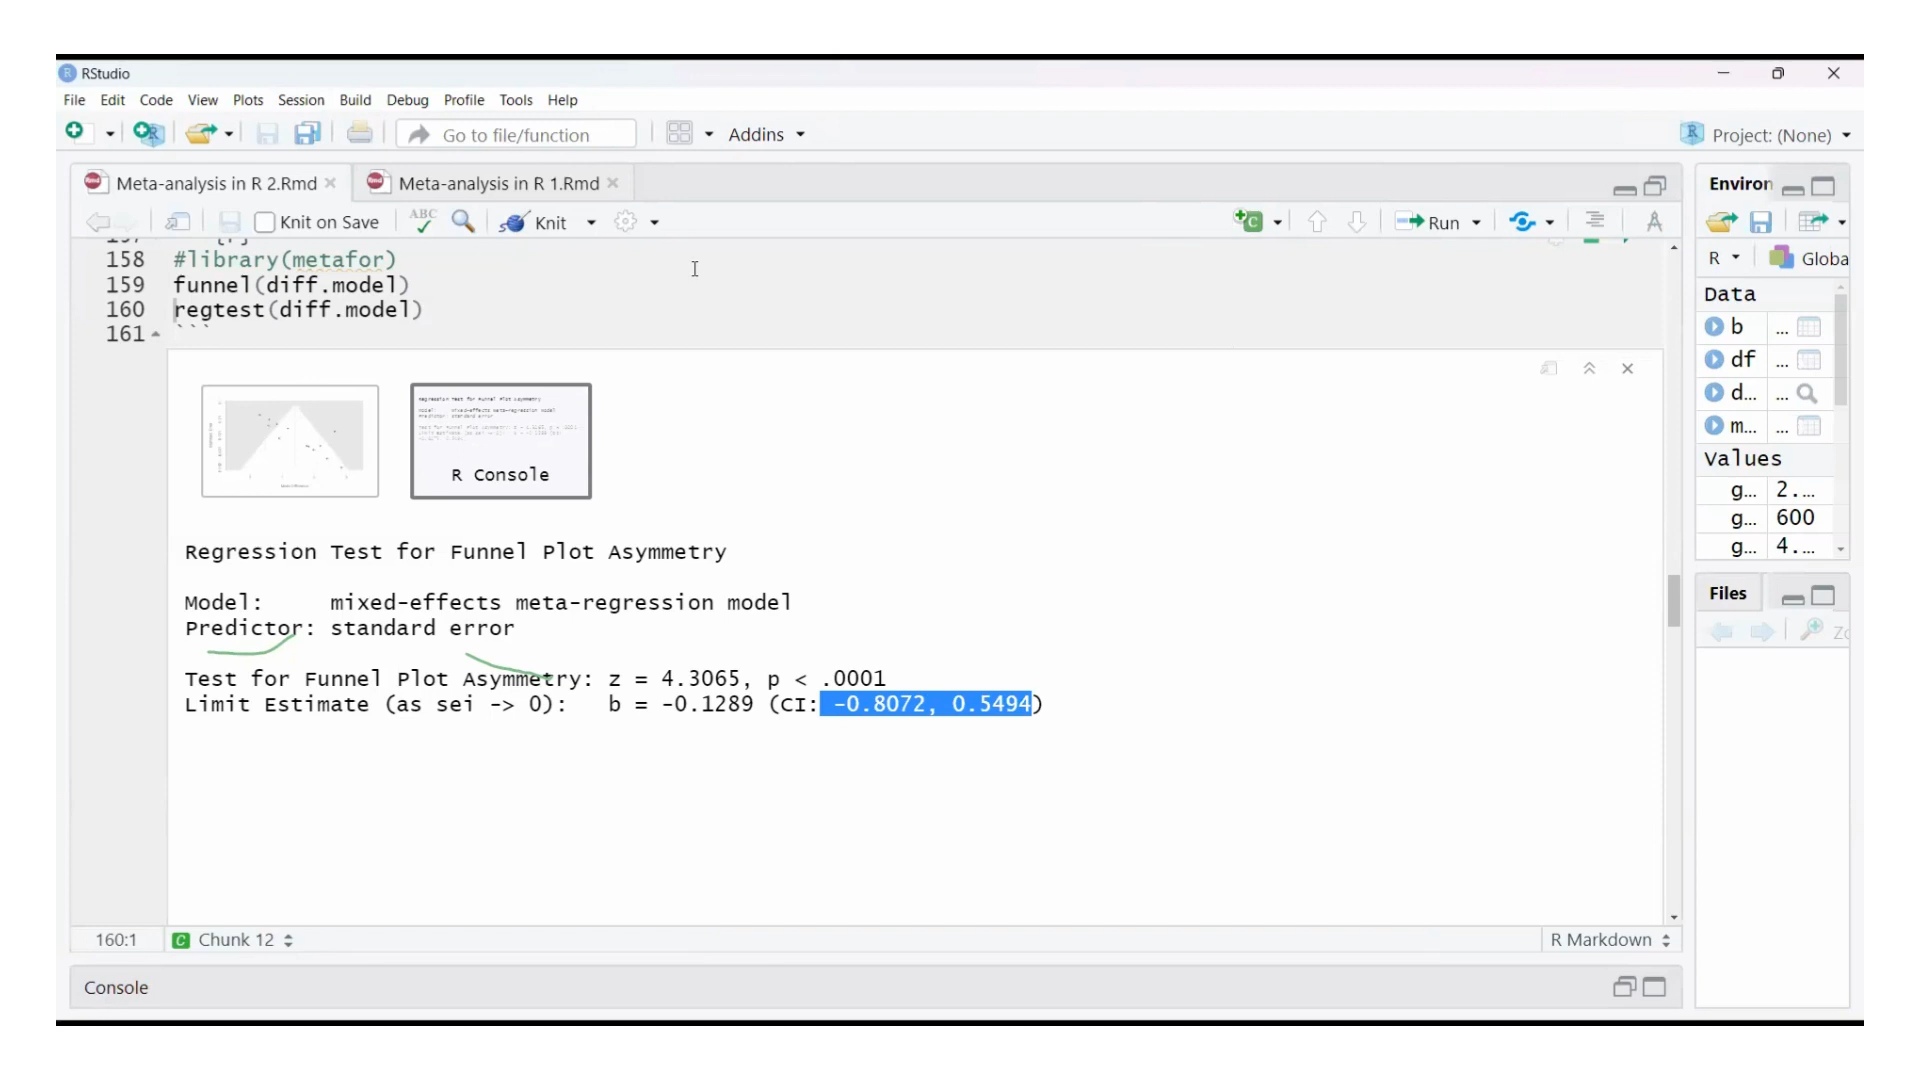 RStudio
File Edit Code View Plots Session Build Debug Profile Tools Help
Go to file/function Addins Project: (None)
Meta-analysis in R 2.Rmd Meta-analysis in R 1.Rmd
Knit on Save ABC Knit Run
158 #library(metafor)
159 funnel(diff.model)
160 regtest(diff.model)
161 ```
R Console
Regression Test for Funnel Plot Asymmetry
Model: mixed-effects meta-regression model
Predictor: standard error
Test for Funnel Plot Asymmetry: z = 4.3065, p < .0001
Limit Estimate (as sei -> 0): b = -0.1289 (CI: -0.8072, 0.5494)
160:1 Chunk 12 R Markdown
Console
Environ
R Globa
Data
b ...
df ...
d... ...
m... ...
Values
g... 2....
g... 600
g... 4....
Files
Zo